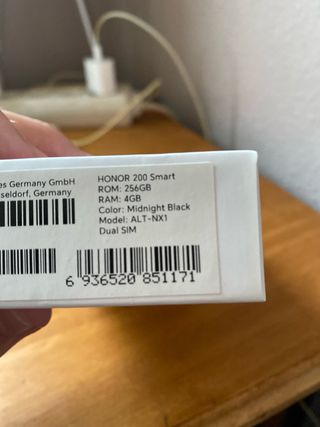 es Germany GmbH
seldorf, Germany
HONOR 200 Smart
ROM: 256GB
RAM: 4GB
Color: Midnight Black
Model: ALT-NX1
Dual SIM
6 936520 851171